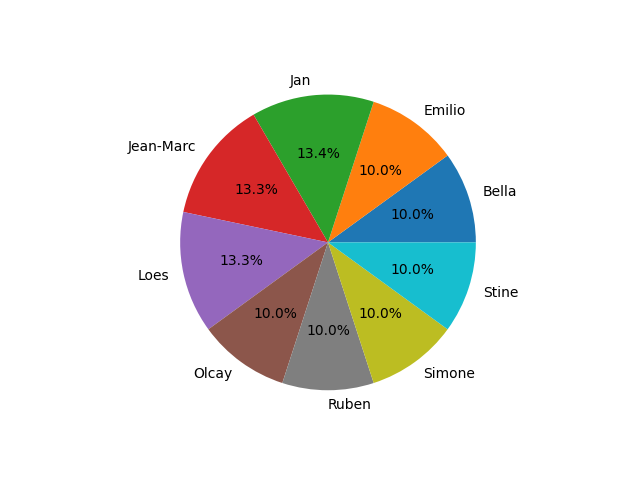 Jan
Emilio
Jean-Marc
13.4%
10.0%
13.3%
Bella
10.0%
Loes
13.3%
10.0%
Stine
10.0%
10.0%
10.0%
Olcay
Simone
Ruben